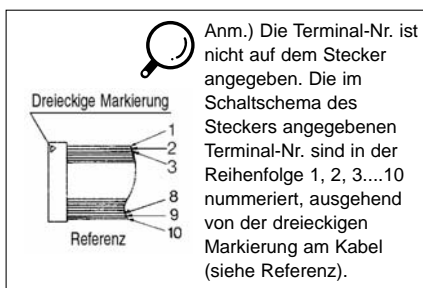 Anm.) Die Terminal-Nr. ist
nicht auf dem Stecker
angegeben. Die im
Schaltschema des
Steckers angegebenen
Terminal-Nr. sind in der
Reihenfolge 1, 2, 3....10
nummeriert, ausgehend
von der dreieckigen
Markierung am Kabel
(siehe Referenz).
Dreieckige Markierung
1
2
3
8
9
10
Referenz